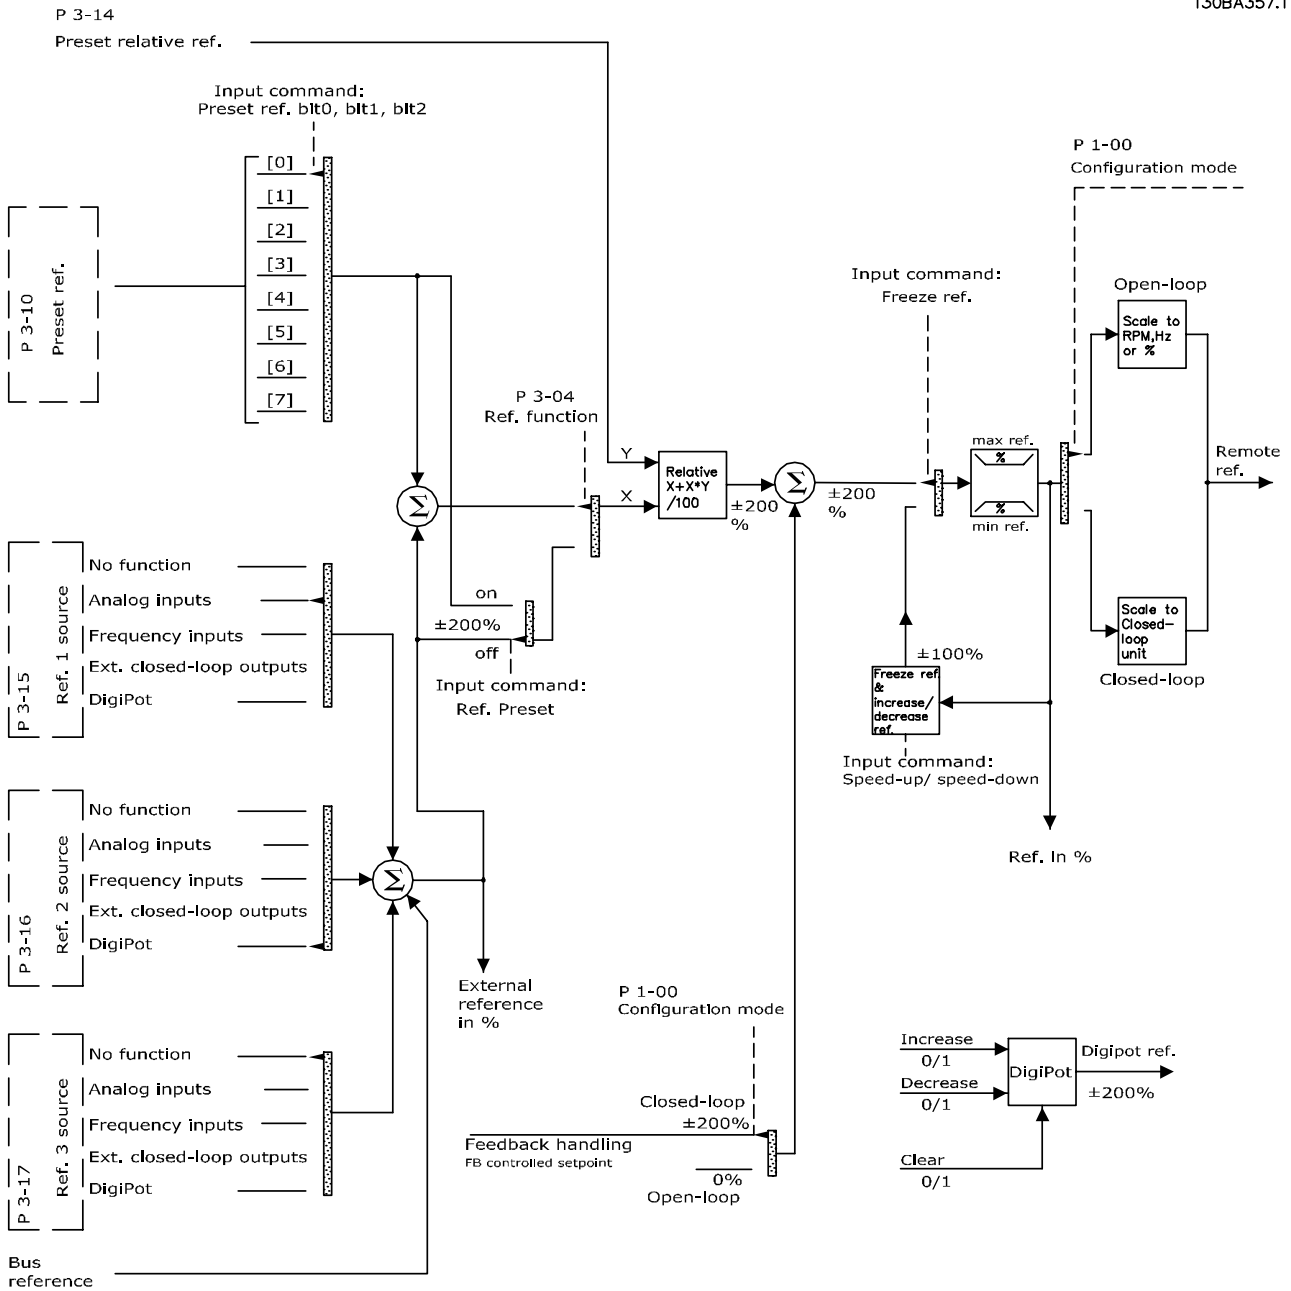 130BA357.1
P 3-14
Preset relative ref.
Input command:
Preset ref. bit0, bit1, bit2
[0]
[1]
[2]
[3]
[4]
[5]
[6]
[7]
P 3-10
Preset ref.
P 1-00
Configuration mode
Input command:
Freeze ref.
Open-loop
Scale to
RPM,Hz
or %
P 3-04
Ref. function
Y
X
Relative
X+X*Y
/100
±200
%
Σ
±200
%
max ref.
%
%
min ref.
Remote
ref.
Σ
P 3-15
Ref. 1 source
No function
Analog inputs
Frequency inputs
Ext. closed-loop outputs
DigiPot
on
±200%
off
Input command:
Ref. Preset
±100%
Freeze ref.
&
increase/
decrease
ref.
Input command:
Speed-up/ speed-down
Scale to
Closed-
loop
unit
Closed-loop
Ref. in %
P 3-16
Ref. 2 source
No function
Analog inputs
Frequency inputs
Ext. closed-loop outputs
DigiPot
Σ
External
reference
in %
P 1-00
Configuration mode
Closed-loop
±200%
Feedback handling
FB controlled setpoint
0%
Open-loop
Increase
0/1
Decrease
0/1
DigiPot
Digipot ref.
±200%
Clear
0/1
P 3-17
Ref. 3 source
No function
Analog inputs
Frequency inputs
Ext. closed-loop outputs
DigiPot
Bus
reference